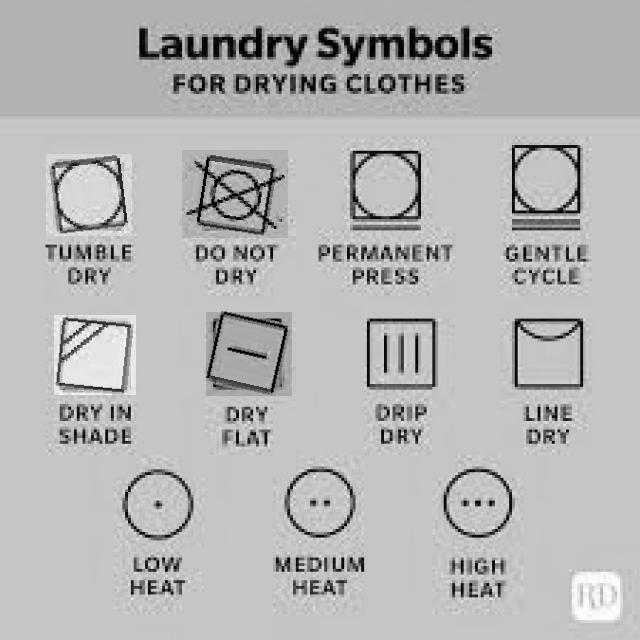 Laundry Symbols
FOR DRYING CLOTHES
TUMBLE
DRY
DO NOT
DRY
PERMANENT
PRESS
GENTLE
CYCLE
DRY IN
SHADE
DRY
FLAT
DRIP
DRY
LINE
DRY
LOW
HEAT
MEDIUM
HEAT
HIGH
HEAT
RD